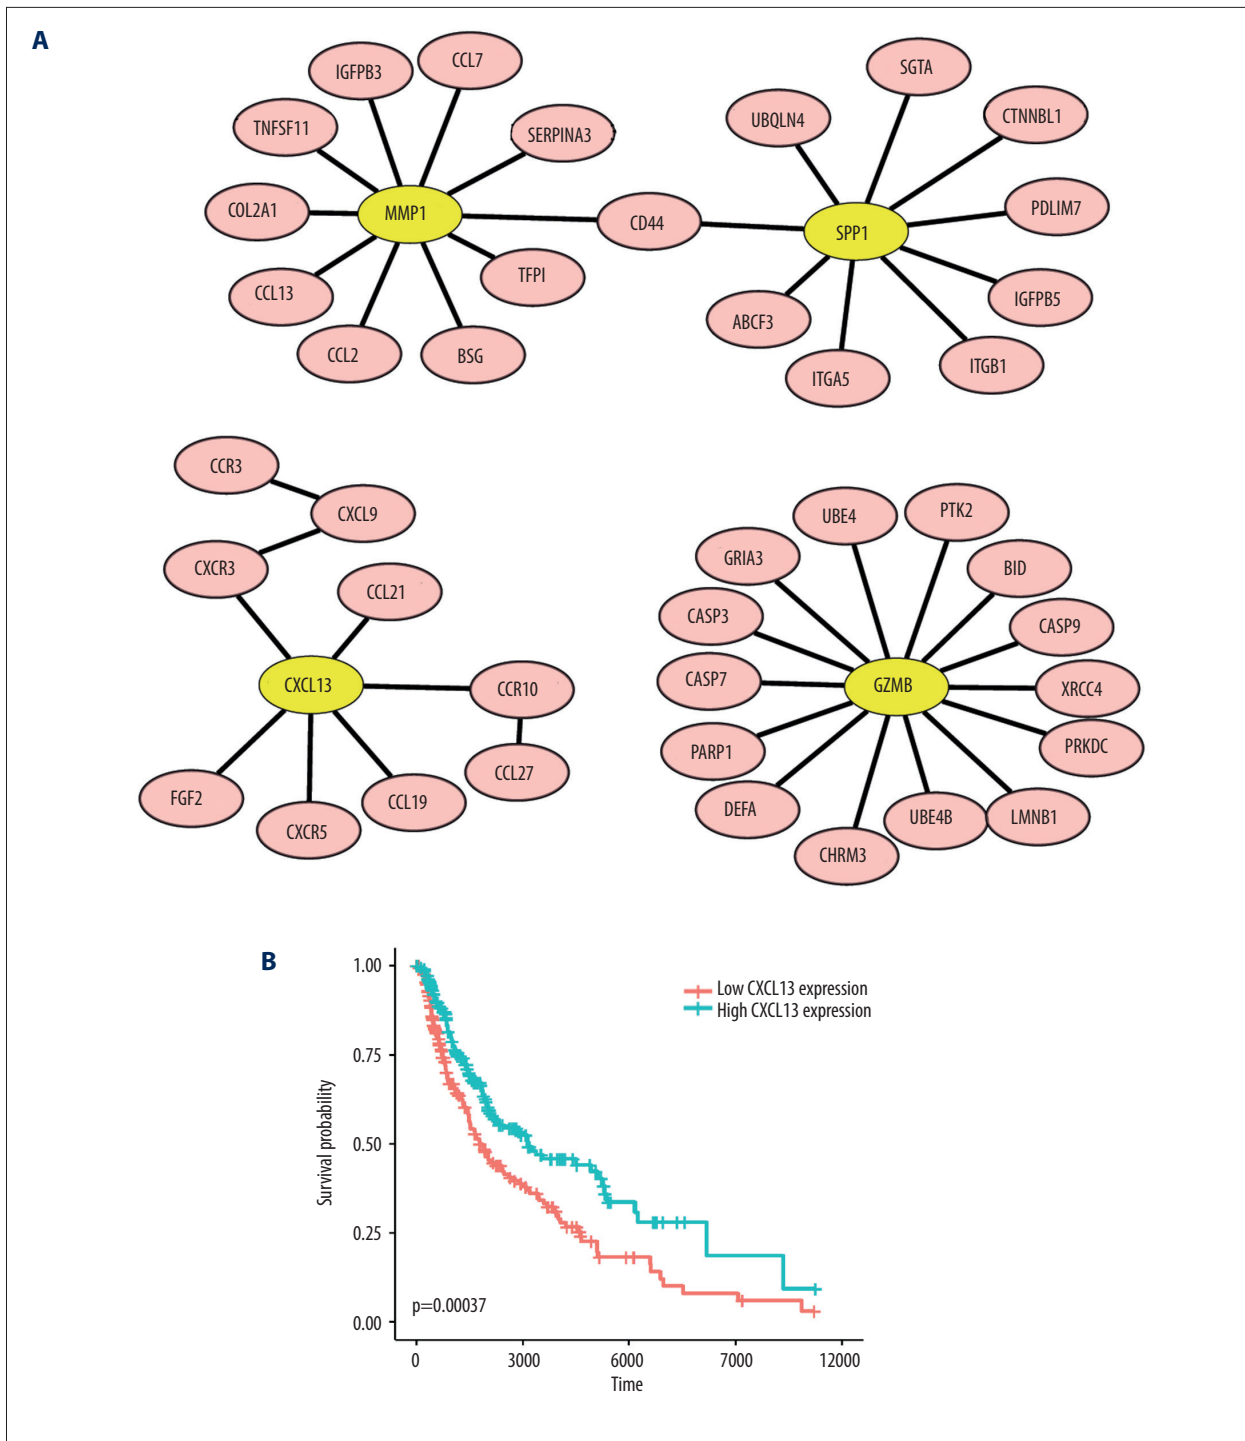 A
IGFPB3
CCL7
SGTA
TNFSF11
SERPINA3
UBQLN4
CTNNBL1
COL2A1
MMP1
CD44
SPP1
PDLIM7
CCL13
TFPI
ABCF3
IGFPB5
CCL2
BSG
ITGA5
ITGB1
CCR3
CXCL9
CXCR3
CCL21
CXCL13
CCR10
CCL27
FGF2
CXCR5
CCL19
UBE4
PTK2
GRIA3
BID
CASP3
CASP9
CASP7
GZMB
XRCC4
PARP1
PRKDC
DEFA
UBE4B
LMNB1
CHRM3
B
1.00
0.75
0.50
0.25
0.00
Survival probability
Low CXCL13 expression
High CXCL13 expression
p=0.00037
0 3000 6000 7000 12000
Time